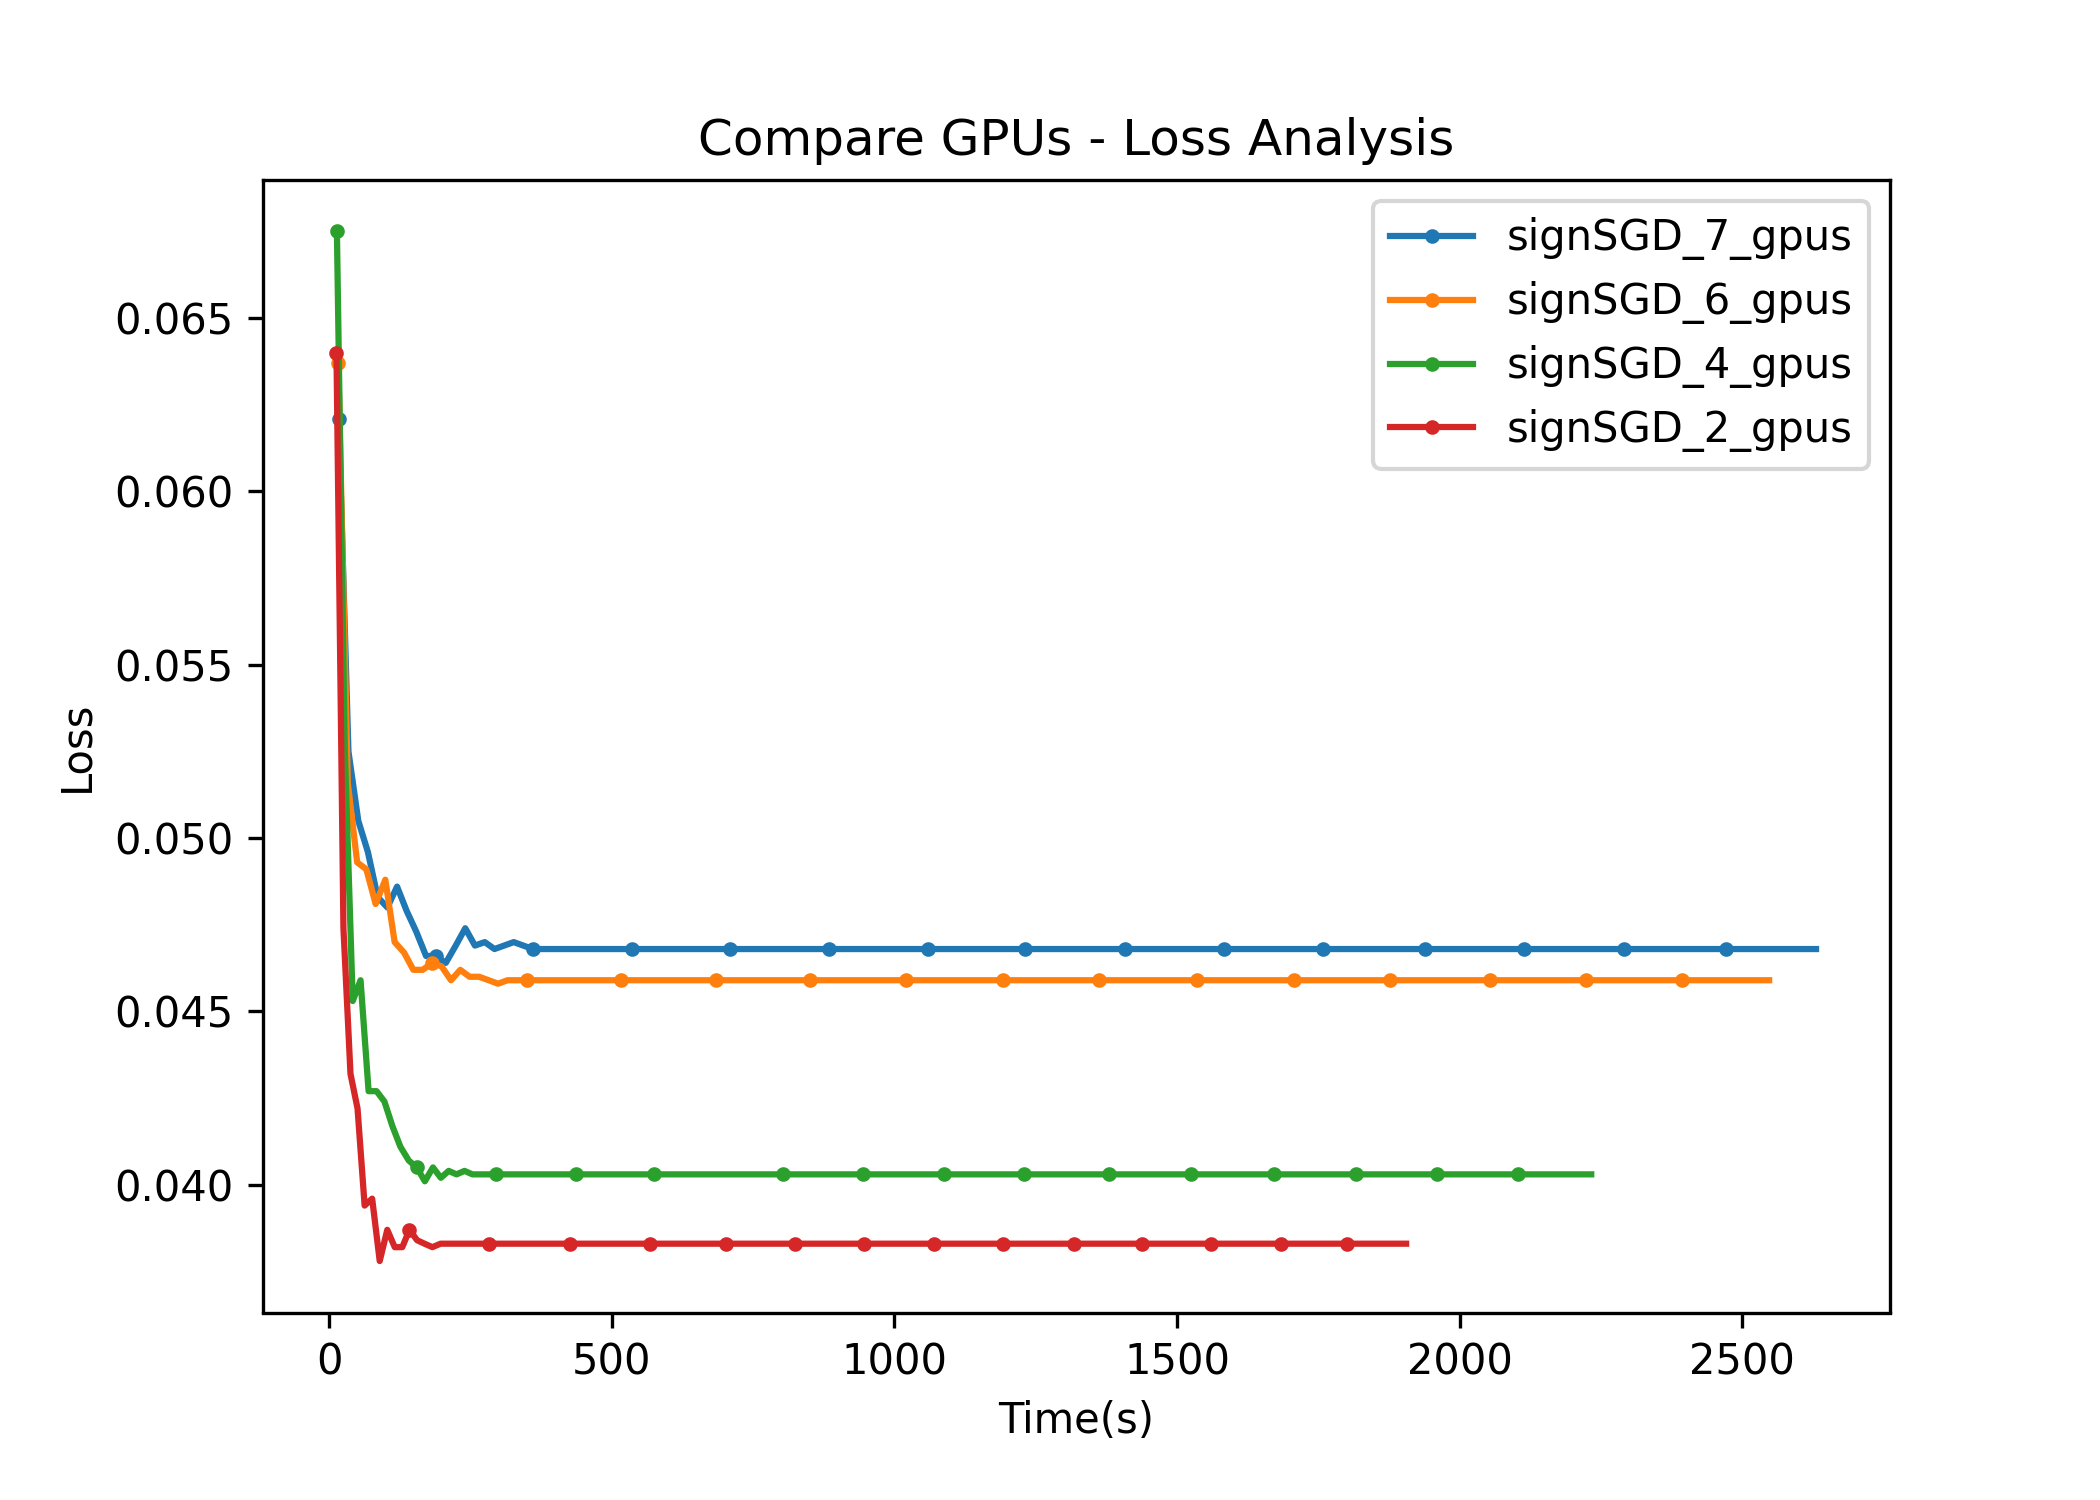 Compare GPUs - Loss Analysis
signSGD_7_gpus
signSGD_6_gpus
signSGD_4_gpus
signSGD_2_gpus
0.065
0.060
0.055
0.050
0.045
0.040
Loss
0 500 1000 1500 2000 2500
Time(s)